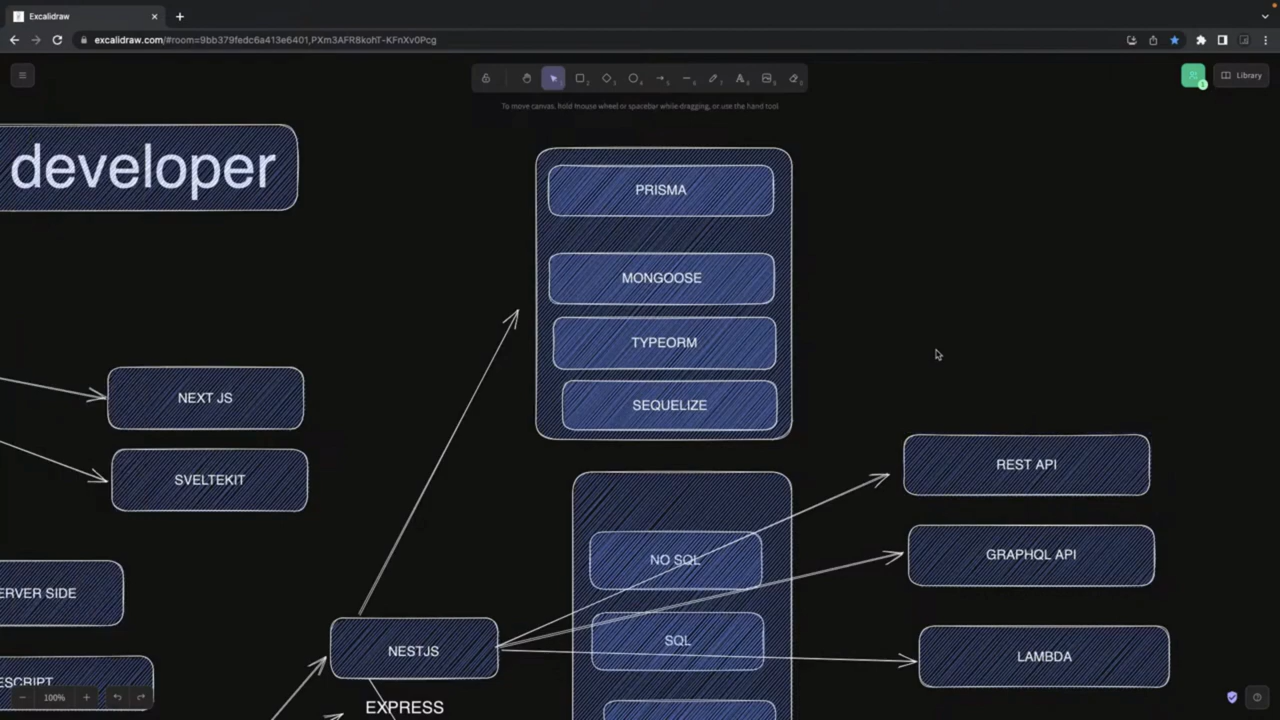 Excalidraw
excalidraw.com/#room=9bb379fedc6a413e6401,PXm3AFR8kohT-KFnXv0Pcg
Library
To move canvas, hold mouse wheel or spacebar while dragging, or use the hand tool
developer
PRISMA
MONGOOSE
TYPEORM
SEQUELIZE
NEXT JS
SVELTEKIT
REST API
NO SQL
GRAPHQL API
ERVER SIDE
SQL
NESTJS
LAMBDA
ESCRIPT
100%
EXPRESS